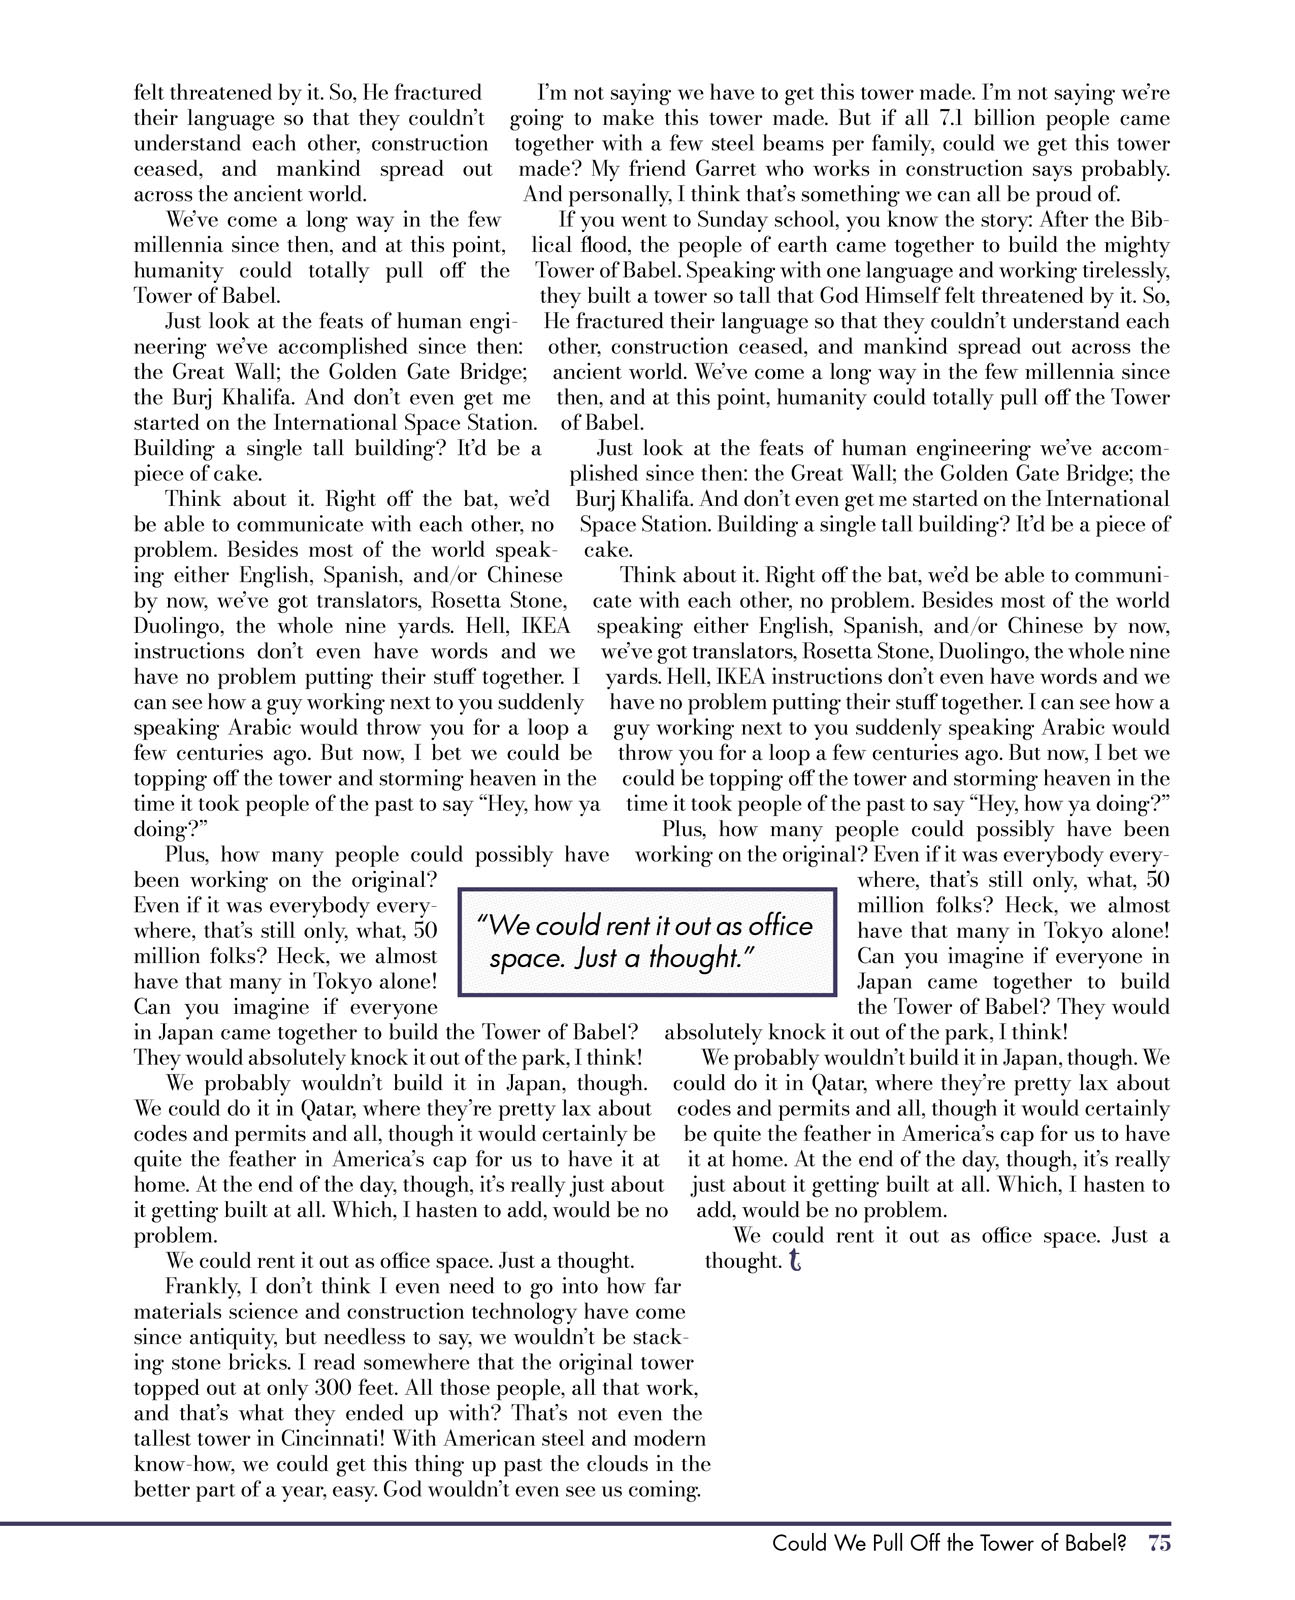 felt threatened by it. So, He fractured
their language so that they couldn’t
understand each other, construction
ceased, and mankind spread out
across the ancient world.
We’ve come a long way in the few
millennia since then, and at this point,
humanity could totally pull off the
Tower of Babel.
Just look at the feats of human engi-
neering we’ve accomplished since then:
the Great Wall; the Golden Gate Bridge;
the Burj Khalifa. And don’t even get me
started on the International Space Station.
Building a single tall building? It’d be a
piece of cake.
Think about it. Right off the bat, we’d
be able to communicate with each other, no
problem. Besides most of the world speak-
ing either English, Spanish, and/or Chinese
by now, we’ve got translators, Rosetta Stone,
Duolingo, the whole nine yards. Hell, IKEA
instructions don’t even have words and we
have no problem putting their stuff together. I
can see how a guy working next to you suddenly
speaking Arabic would throw you for a loop a
few centuries ago. But now, I bet we could be
topping off the tower and storming heaven in the
time it took people of the past to say “Hey, how ya
doing?”
Plus, how many people could possibly have
been working on the original?
Even if it was everybody every-
where, that’s still only, what, 50
million folks? Heck, we almost
have that many in Tokyo alone!
Can you imagine if everyone
in Japan came together to build the Tower of Babel?
They would absolutely knock it out of the park, I think!
We probably wouldn’t build it in Japan, though.
We could do it in Qatar, where they’re pretty lax about
codes and permits and all, though it would certainly be
quite the feather in America’s cap for us to have it at
home. At the end of the day, though, it’s really just about
it getting built at all. Which, I hasten to add, would be no
problem.
We could rent it out as office space. Just a thought.
Frankly, I don’t think I even need to go into how far
materials science and construction technology have come
since antiquity, but needless to say, we wouldn’t be stack-
ing stone bricks. I read somewhere that the original tower
topped out at only 300 feet. All those people, all that work,
and that’s what they ended up with? That’s not even the
tallest tower in Cincinnati! With American steel and modern
know-how, we could get this thing up past the clouds in the
better part of a year, easy. God wouldn’t even see us coming.
I’m not saying we have to get this tower made. I’m not saying we’re
going to make this tower made. But if all 7.1 billion people came
together with a few steel beams per family, could we get this tower
made? My friend Garret who works in construction says probably.
And personally, I think that’s something we can all be proud of.
If you went to Sunday school, you know the story: After the Bib-
lical flood, the people of earth came together to build the mighty
Tower of Babel. Speaking with one language and working tirelessly,
they built a tower so tall that God Himself felt threatened by it. So,
He fractured their language so that they couldn’t understand each
other, construction ceased, and mankind spread out across the
ancient world. We’ve come a long way in the few millennia since
then, and at this point, humanity could totally pull off the Tower
of Babel.
Just look at the feats of human engineering we’ve accom-
plished since then: the Great Wall; the Golden Gate Bridge; the
Burj Khalifa. And don’t even get me started on the International
Space Station. Building a single tall building? It’d be a piece of
cake.
Think about it. Right off the bat, we’d be able to communi-
cate with each other, no problem. Besides most of the world
speaking either English, Spanish, and/or Chinese by now,
we’ve got translators, Rosetta Stone, Duolingo, the whole nine
yards. Hell, IKEA instructions don’t even have words and we
have no problem putting their stuff together. I can see how a
guy working next to you suddenly speaking Arabic would
throw you for a loop a few centuries ago. But now, I bet we
could be topping off the tower and storming heaven in the
time it took people of the past to say “Hey, how ya doing?”
Plus, how many people could possibly have been
working on the original? Even if it was everybody every-
where, that’s still only, what, 50
million folks? Heck, we almost
have that many in Tokyo alone!
Can you imagine if everyone in
Japan came together to build
the Tower of Babel? They would
absolutely knock it out of the park, I think!
We probably wouldn’t build it in Japan, though. We
could do it in Qatar, where they’re pretty lax about
codes and permits and all, though it would certainly
be quite the feather in America’s cap for us to have
it at home. At the end of the day, though, it’s really
just about it getting built at all. Which, I hasten to
add, would be no problem.
We could rent it out as office space. Just a
thought. t
“We could rent it out as office
space. Just a thought.”
Could We Pull Off the Tower of Babel? 75